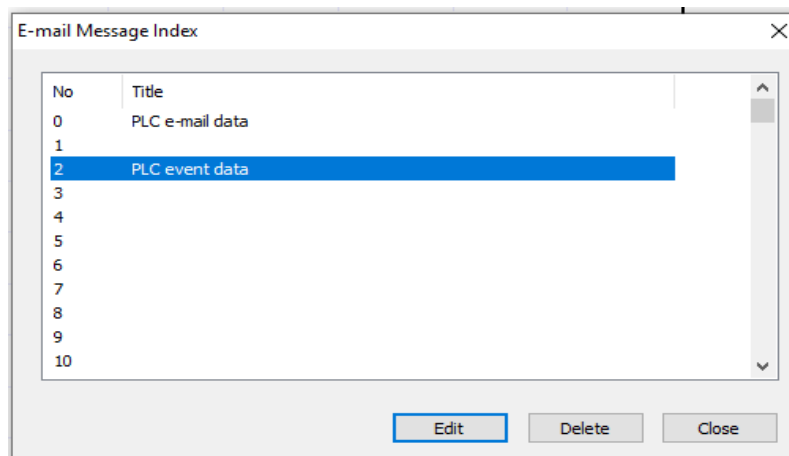 E-mail Message Index
No Title
0 PLC e-mail data
1
2 PLC event data
3
4
5
6
7
8
9
10
Edit Delete Close